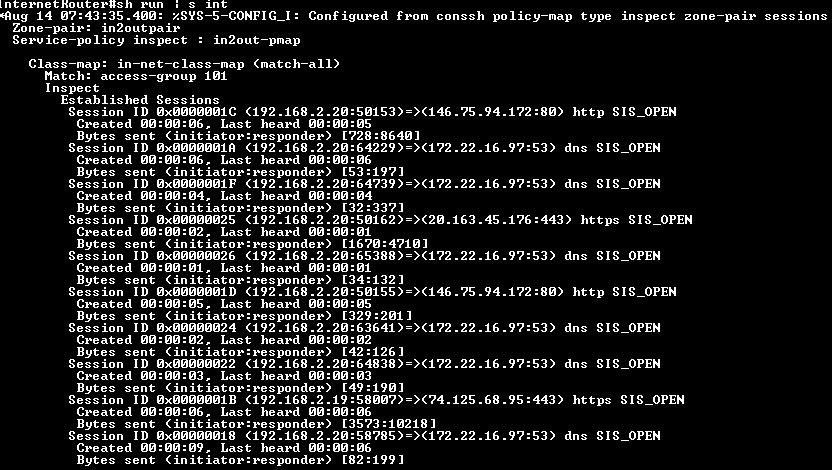 InternetRouter#sh run | s int
*Aug 14 07:43:35.400: %SYS-5-CONFIG_I: Configured from conssh policy-map type inspect zone-pair sessions
Zone-pair: in2outpair
Service-policy inspect : in2out-pmap
Class-map: in-net-class-map (match-all)
Match: access-group 101
Inspect
Established Sessions
Session ID 0x0000001C (192.168.2.20:50153)=>(146.75.94.172:80) http SIS_OPEN
Created 00:00:06, Last heard 00:00:05
Bytes sent (initiator:responder) [728:8640]
Session ID 0x0000001A (192.168.2.20:64229)=>(172.22.16.97:53) dns SIS_OPEN
Created 00:00:06, Last heard 00:00:06
Bytes sent (initiator:responder) [53:197]
Session ID 0x0000001F (192.168.2.20:64739)=>(172.22.16.97:53) dns SIS_OPEN
Created 00:00:04, Last heard 00:00:04
Bytes sent (initiator:responder) [32:337]
Session ID 0x00000025 (192.168.2.20:50162)=>(20.163.45.176:443) https SIS_OPEN
Created 00:00:02, Last heard 00:00:01
Bytes sent (initiator:responder) [1670:4710]
Session ID 0x00000026 (192.168.2.20:65388)=>(172.22.16.97:53) dns SIS_OPEN
Created 00:00:01, Last heard 00:00:01
Bytes sent (initiator:responder) [34:132]
Session ID 0x0000001D (192.168.2.20:50155)=>(146.75.94.172:80) http SIS_OPEN
Created 00:00:05, Last heard 00:00:05
Bytes sent (initiator:responder) [329:201]
Session ID 0x00000024 (192.168.2.20:63641)=>(172.22.16.97:53) dns SIS_OPEN
Created 00:00:02, Last heard 00:00:02
Bytes sent (initiator:responder) [42:126]
Session ID 0x00000022 (192.168.2.20:64838)=>(172.22.16.97:53) dns SIS_OPEN
Created 00:00:03, Last heard 00:00:03
Bytes sent (initiator:responder) [49:190]
Session ID 0x0000001B (192.168.2.19:58007)=>(74.125.68.95:443) https SIS_OPEN
Created 00:00:06, Last heard 00:00:06
Bytes sent (initiator:responder) [3573:10218]
Session ID 0x00000018 (192.168.2.20:58785)=>(172.22.16.97:53) dns SIS_OPEN
Created 00:00:09, Last heard 00:00:06
Bytes sent (initiator:responder) [82:199]